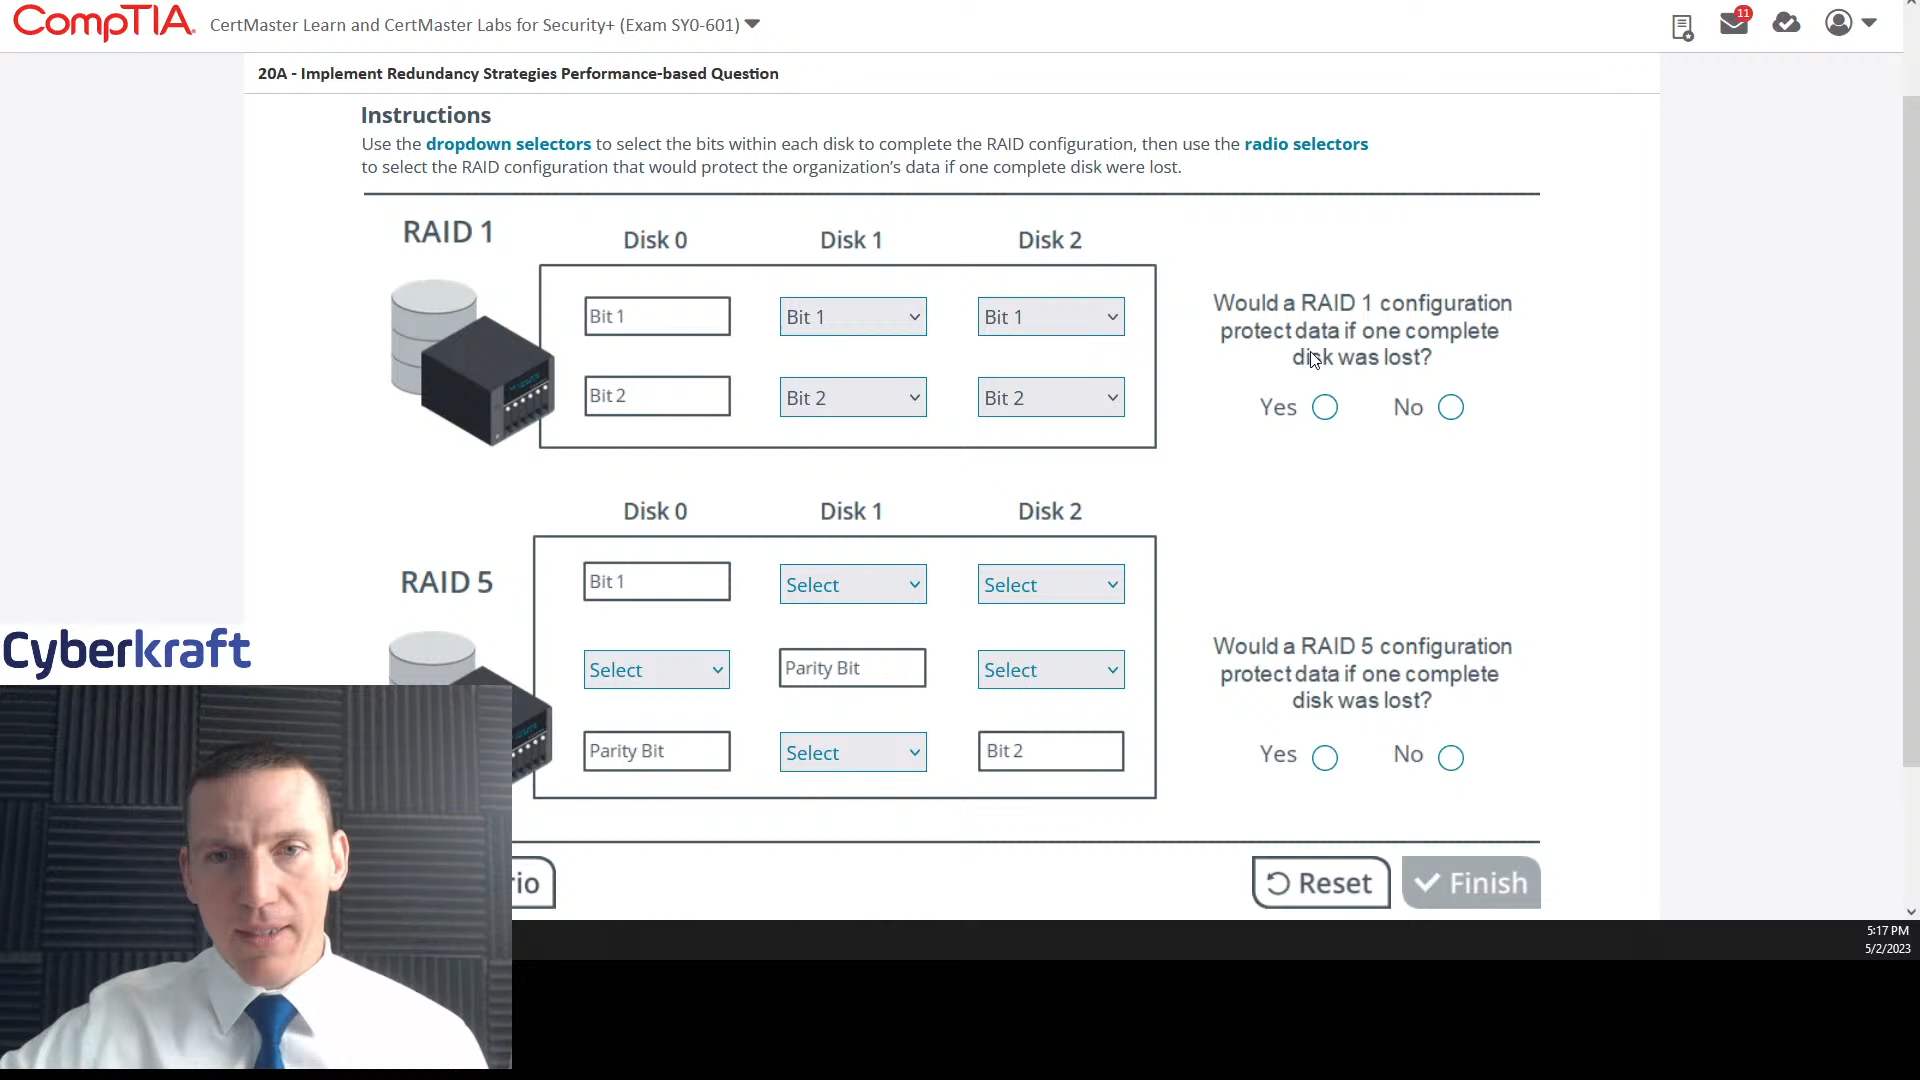 CompTIA.
CertMaster Learn and CertMaster Labs for Security+ (Exam SY0-601)
11
20A - Implement Redundancy Strategies Performance-based Question
Instructions
Use the dropdown selectors to select the bits within each disk to complete the RAID configuration, then use the radio selectors
to select the RAID configuration that would protect the organization's data if one complete disk were lost.
RAID 1
Disk 0 Disk 1 Disk 2
Bit 1 Bit 1 Bit 1
Bit 2 Bit 2 Bit 2
Would a RAID 1 configuration
protect data if one complete
disk was lost?
Yes No
RAID 5
Disk 0 Disk 1 Disk 2
Bit 1 Select Select
Select Parity Bit Select
Parity Bit Select Bit 2
Would a RAID 5 configuration
protect data if one complete
disk was lost?
Yes No
Cyberkraft
io
Reset
Finish
5:17 PM
5/2/2023